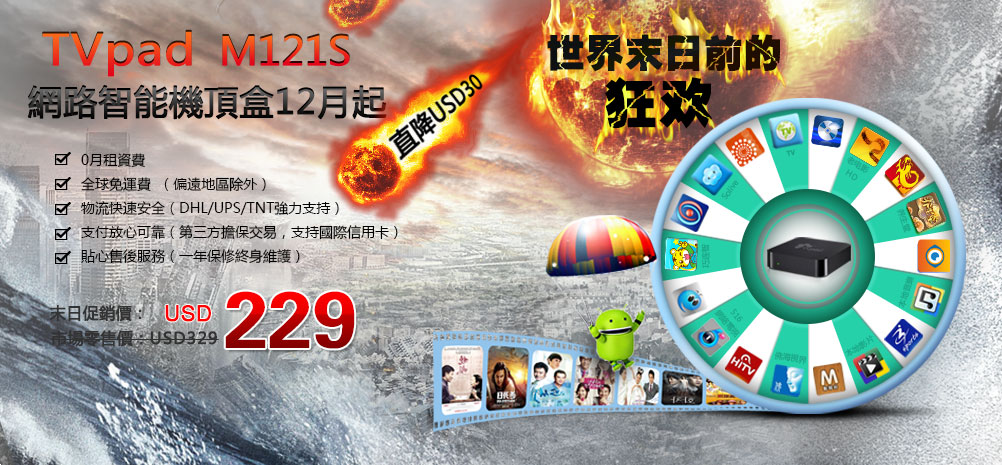 TVpad M121S
網路智能機頂盒12月起
0月租資費
全球免運費 （偏遠地區除外）
物流快速安全（DHL/UPS/TNT強力支持）
支付放心可靠（第三方擔保交易，支持國際信用卡）
貼心售後服務（一年保修終身維護）
末日促銷價： USD 229
市場零售價：USD329
直降USD30
世界末日前的
狂欢
TV
HD
HiTV
M
sports
516